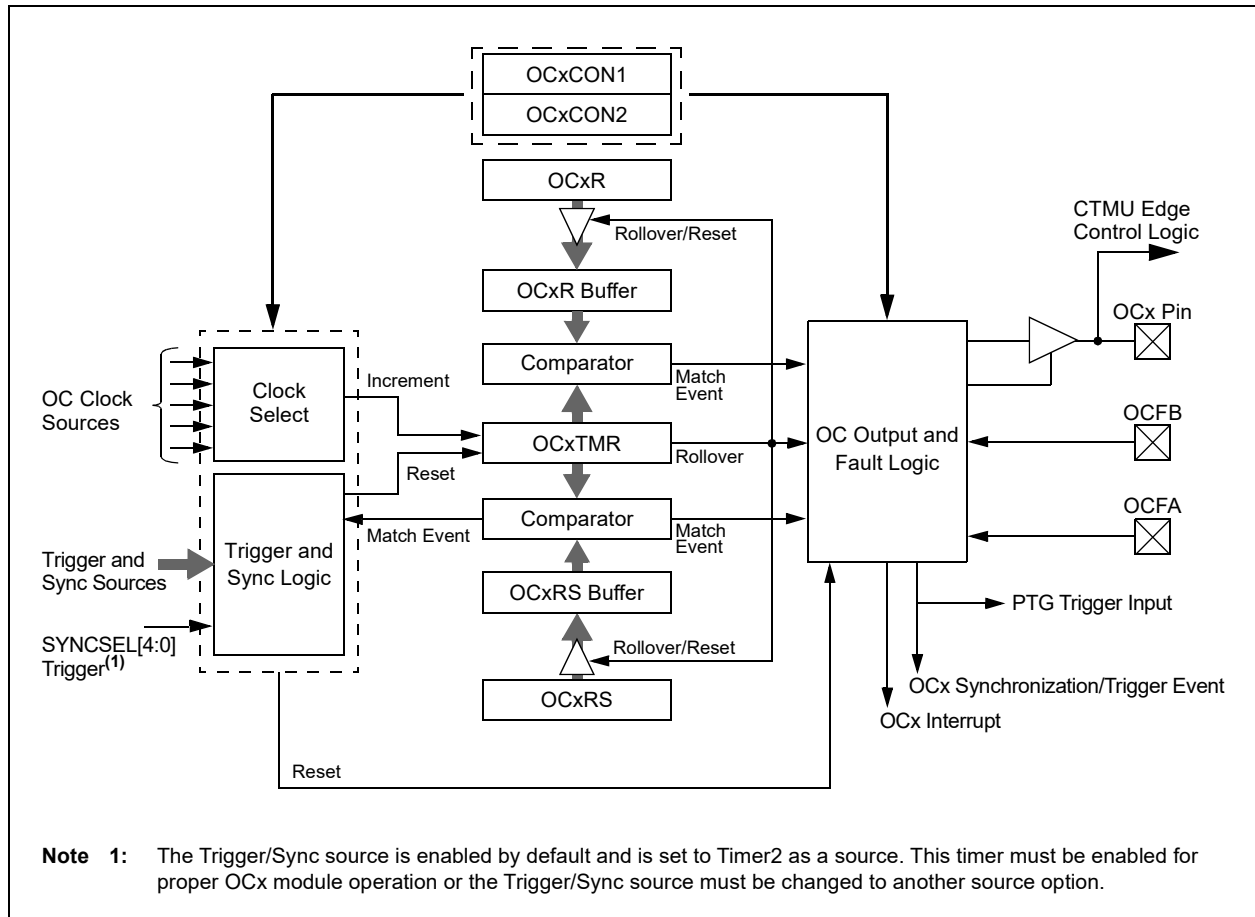 OCxCON1
OCxCON2
OCxR
Rollover/Reset
CTMU Edge
Control Logic
OCxR Buffer
OCx Pin
Comparator
Match
Event
Increment
Clock
Select
OC Clock
Sources
OCxTMR
Rollover
OC Output and
Fault Logic
OCFB
Reset
Comparator
Match Event
Match
Event
OCFA
Trigger and
Sync Sources
Trigger and
Sync Logic
OCxRS Buffer
PTG Trigger Input
SYNCSEL[4:0]
Trigger(1)
Rollover/Reset
OCx Synchronization/Trigger Event
OCxRS
OCx Interrupt
Reset
Note 1: The Trigger/Sync source is enabled by default and is set to Timer2 as a source. This timer must be enabled for
proper OCx module operation or the Trigger/Sync source must be changed to another source option.